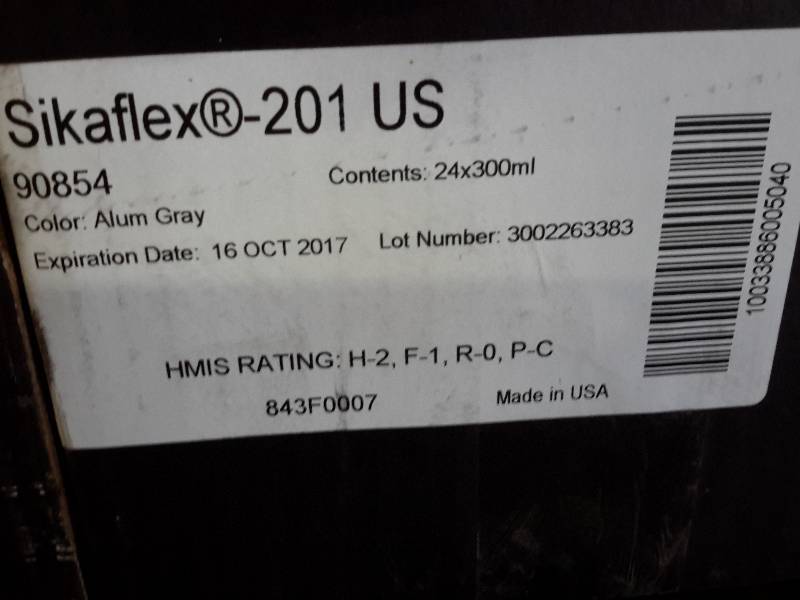 Sikaflex®-201 US
90854
Contents: 24x300ml
Color: Alum Gray
Expiration Date: 16 OCT 2017
Lot Number: 3002263383
HMIS RATING: H-2, F-1, R-0, P-C
843F0007
Made in USA
10033886005040